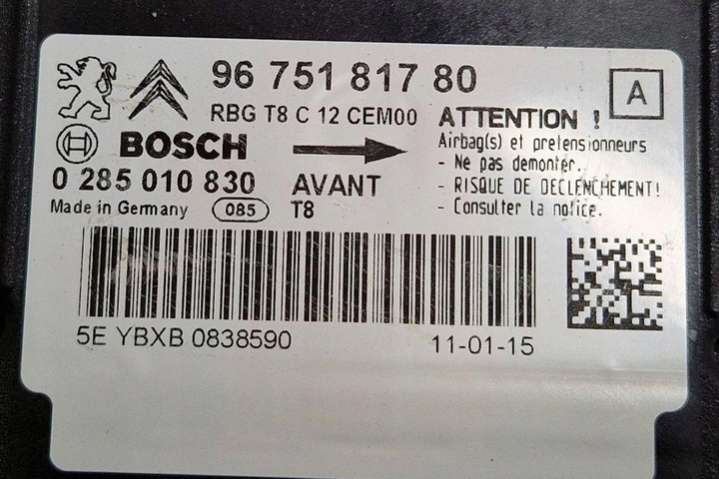 96 751 817 80
A
RBG T8 C 12 CEM00
ATTENTION !
BOSCH
Airbag(s) et pretensionneurs
- Ne pas demonter.
0 285 010 830
AVANT
- RISQUE DE DECLENCHEMENT!
Made in Germany
085
T8
- Consulter la notice.
5E YBXB 0838590
11-01-15